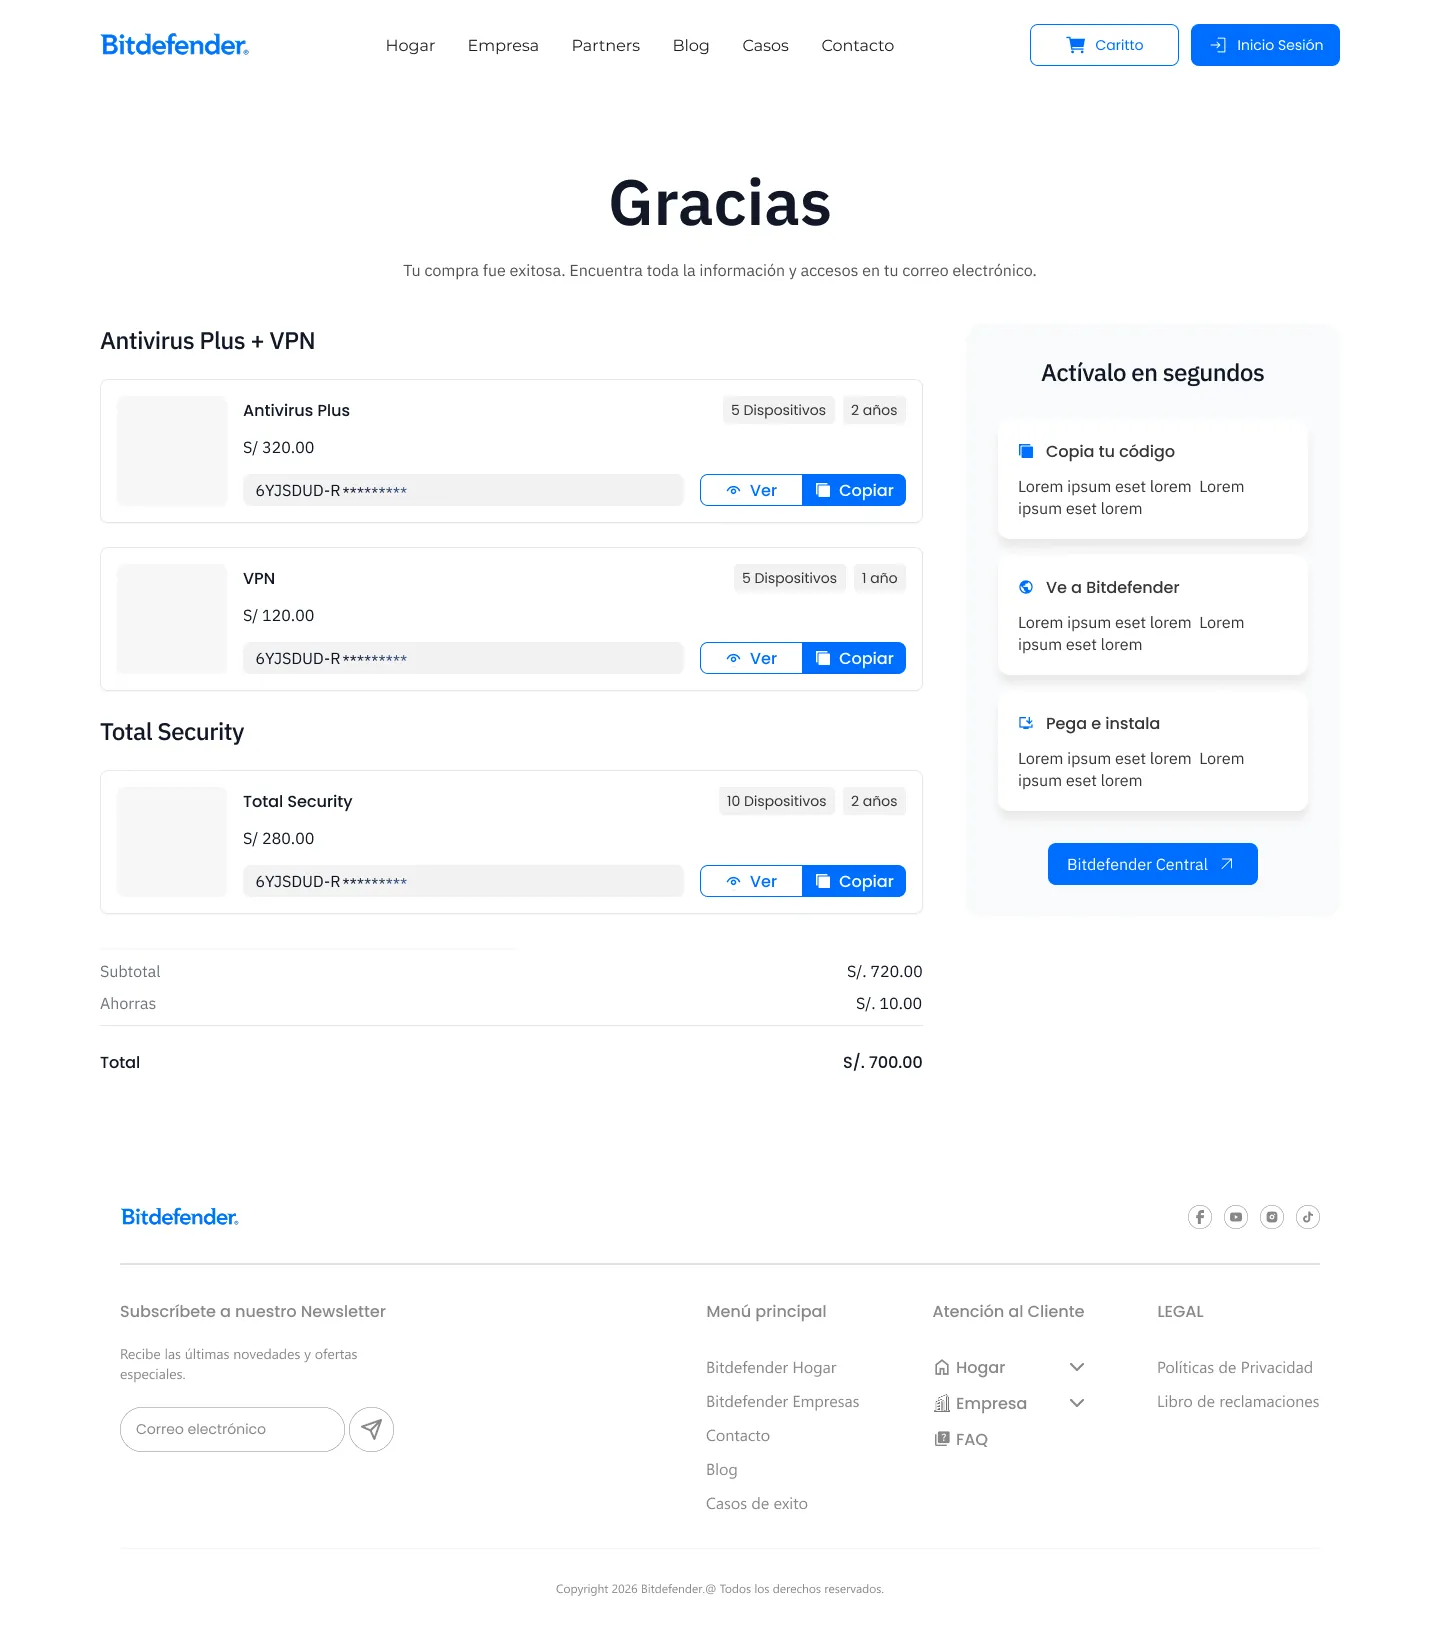 Bitdefender®
Hogar Empresa Partners Blog Casos Contacto
Caritto
Inicio Sesión
Gracias
Tu compra fue exitosa. Encuentra toda la información y accesos en tu correo electrónico.
Antivirus Plus + VPN
Antivirus Plus
5 Dispositivos
2 años
S/ 320.00
6YJSDUD-R*********
Ver
Copiar
VPN
5 Dispositivos
1 año
S/ 120.00
6YJSDUD-R*********
Ver
Copiar
Total Security
Total Security
10 Dispositivos
2 años
S/ 280.00
6YJSDUD-R*********
Ver
Copiar
Subtotal
S/. 720.00
Ahorras
S/. 10.00
Total
S/. 700.00
Actívalo en segundos
Copia tu código
Lorem ipsum eset lorem Lorem
ipsum eset lorem
Ve a Bitdefender
Lorem ipsum eset lorem Lorem
ipsum eset lorem
Pega e instala
Lorem ipsum eset lorem Lorem
ipsum eset lorem
Bitdefender Central
Bitdefender®
Subscríbete a nuestro Newsletter
Recibe las últimas novedades y ofertas
especiales.
Correo electrónico
Menú principal
Bitdefender Hogar
Bitdefender Empresas
Contacto
Blog
Casos de exito
Atención al Cliente
Hogar
Empresa
FAQ
LEGAL
Políticas de Privacidad
Libro de reclamaciones
Copyright 2026 Bitdefender.@ Todos los derechos reservados.